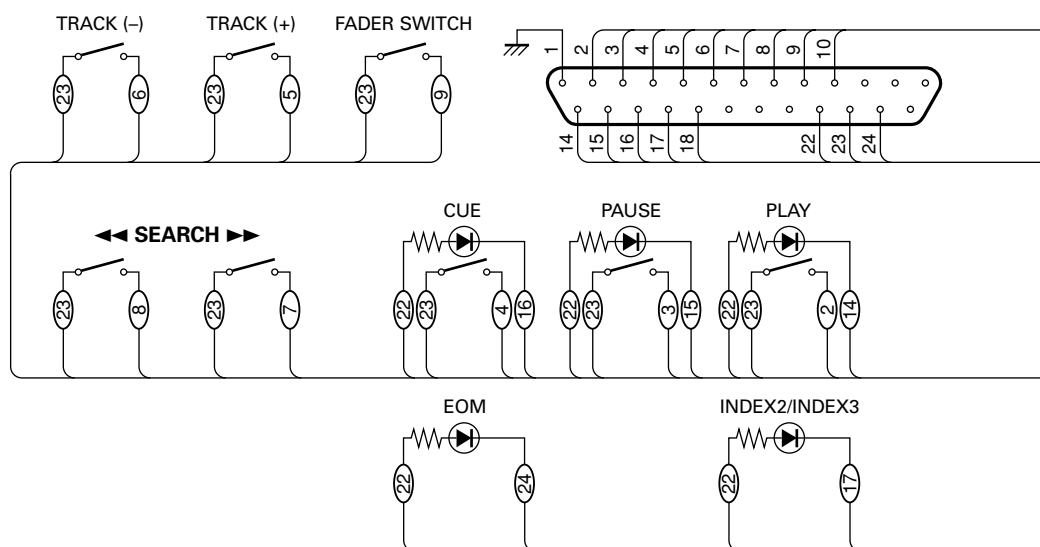 TRACK (–) TRACK (+) FADER SWITCH
1 2 3 4 5 6 7 8 9 10
23 6 23 5 23 9
14 15 16 17 18 22 23 24
CUE PAUSE PLAY
◄◄ SEARCH ►►
23 8 23 7 22 23 4 16 22 23 3 15 22 23 2 14
EOM INDEX2/INDEX3
22 24 22 17